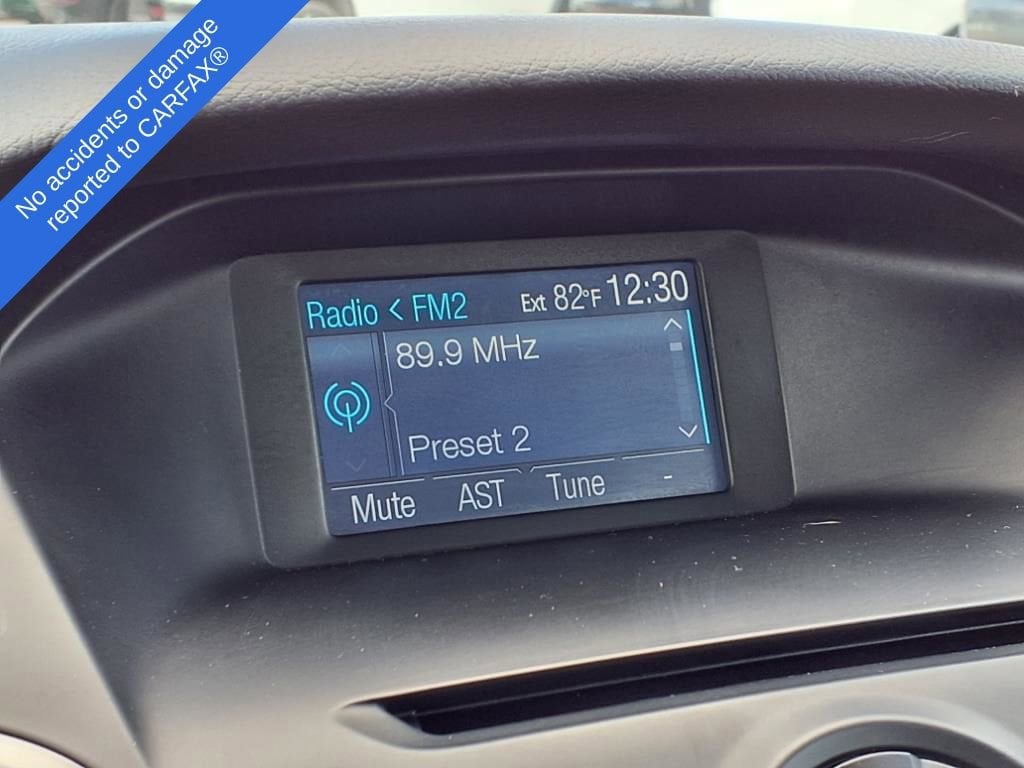 No accidents or damage
reported to CARFAX®
Radio < FM2 Ext 82°F 12:30
89.9 MHz
Preset 2
Mute AST Tune -